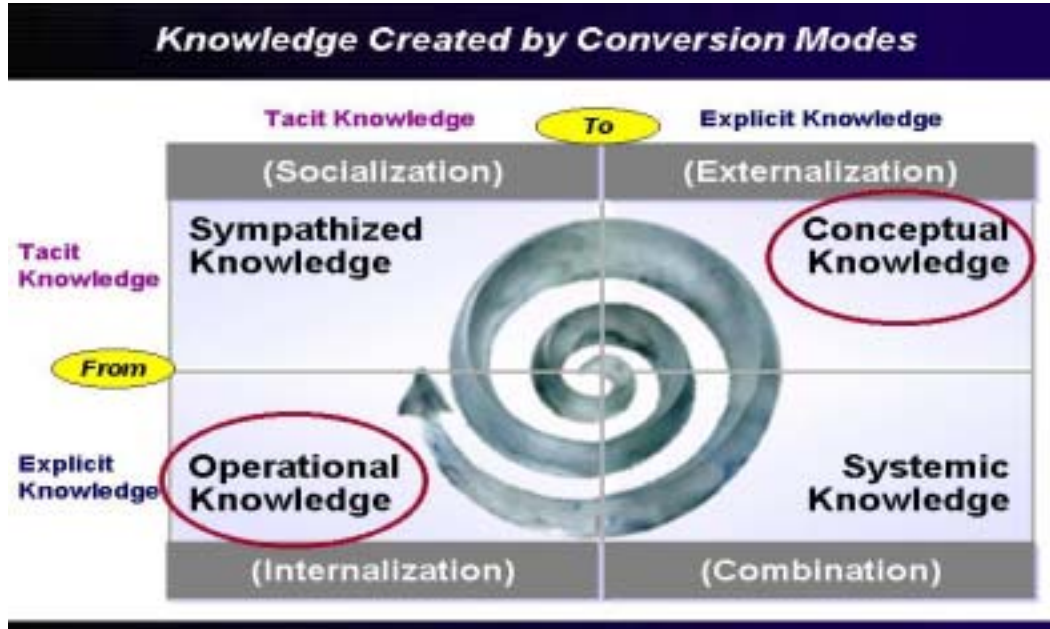 Knowledge Created by Conversion Modes
Tacit Knowledge
To
Explicit Knowledge
(Socialization)
(Externalization)
Tacit
Knowledge
Sympathized
Knowledge
Conceptual
Knowledge
From
Explicit
Knowledge
Operational
Knowledge
Systemic
Knowledge
(Internalization)
(Combination)